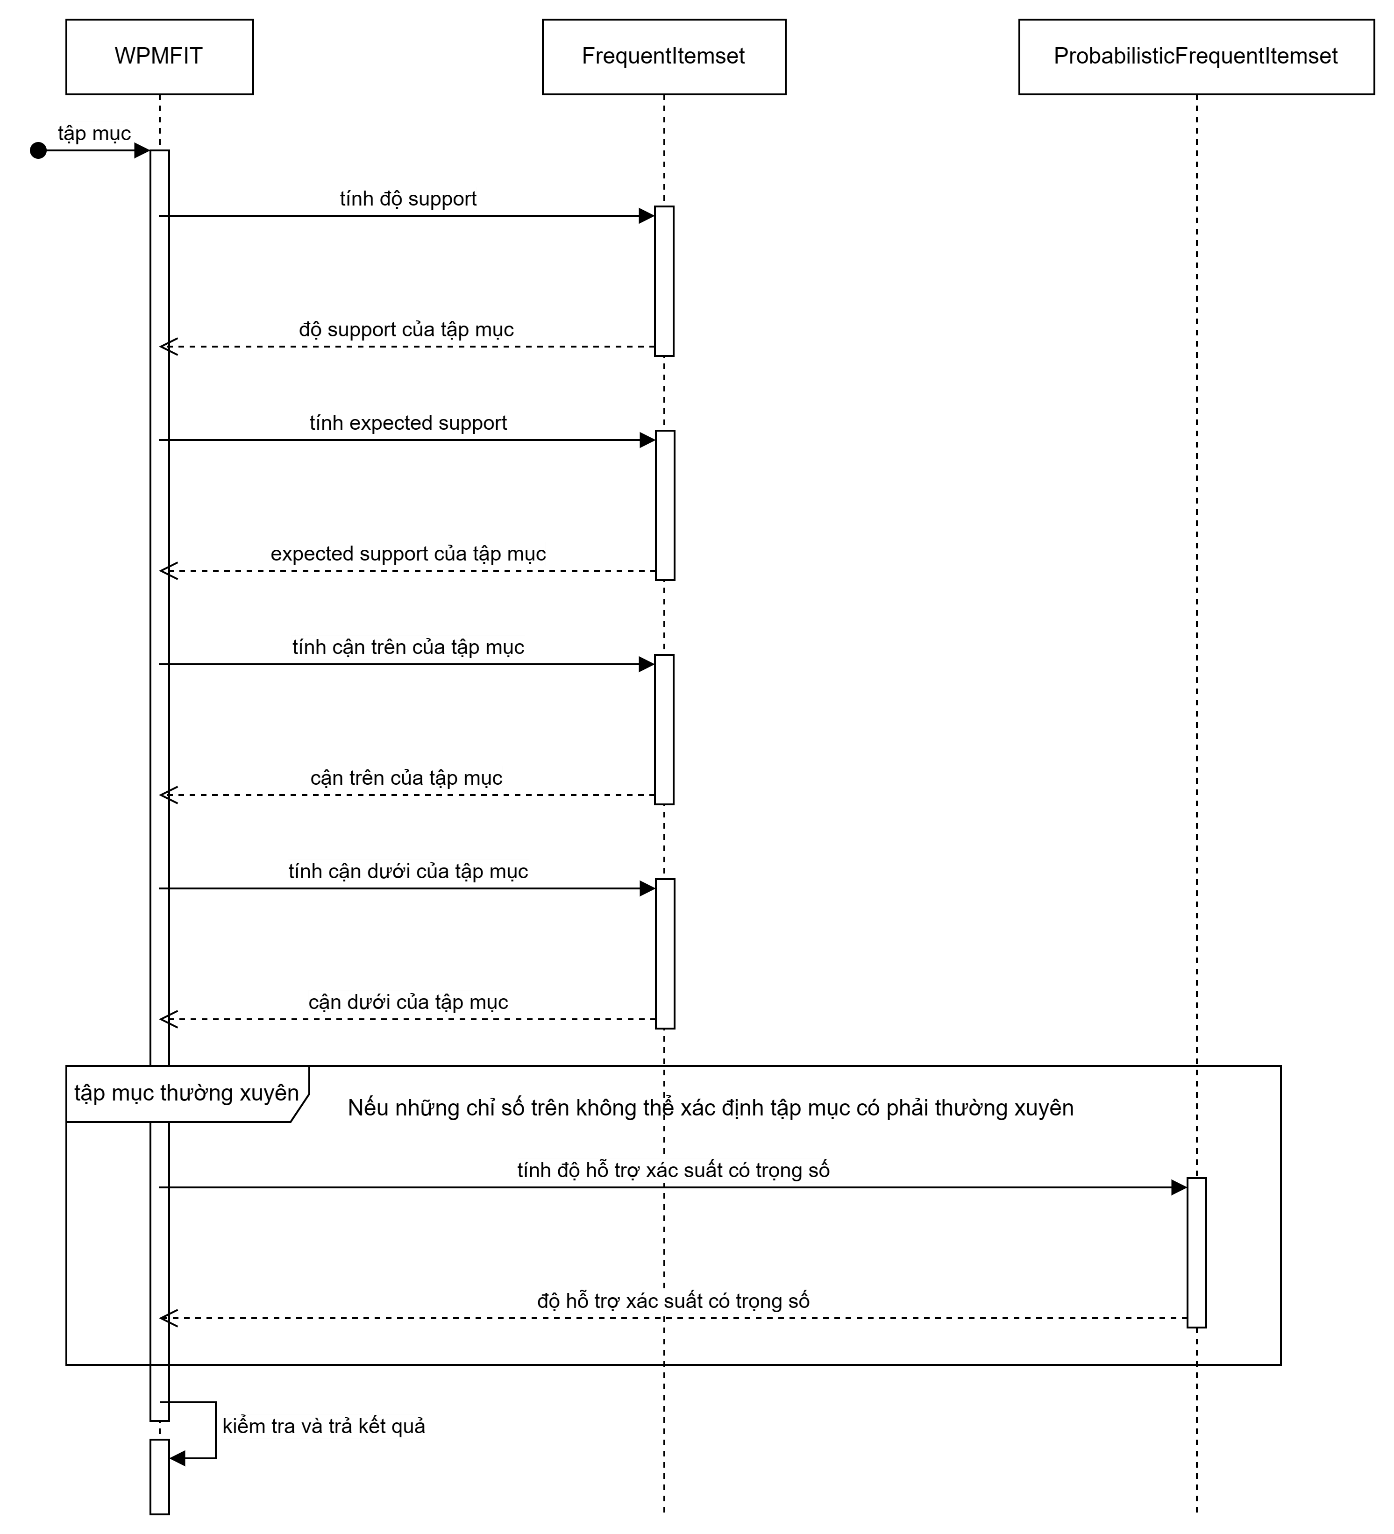 WPMFIT
FrequentItemset
ProbabilisticFrequentItemset
tập mục
tính độ support
độ support của tập mục
tính expected support
expected support của tập mục
tính cận trên của tập mục
cận trên của tập mục
tính cận dưới của tập mục
cận dưới của tập mục
tập mục thường xuyên
Nếu những chỉ số trên không thể xác định tập mục có phải thường xuyên
tính độ hỗ trợ xác suất có trọng số
độ hỗ trợ xác suất có trọng số
kiểm tra và trả kết quả